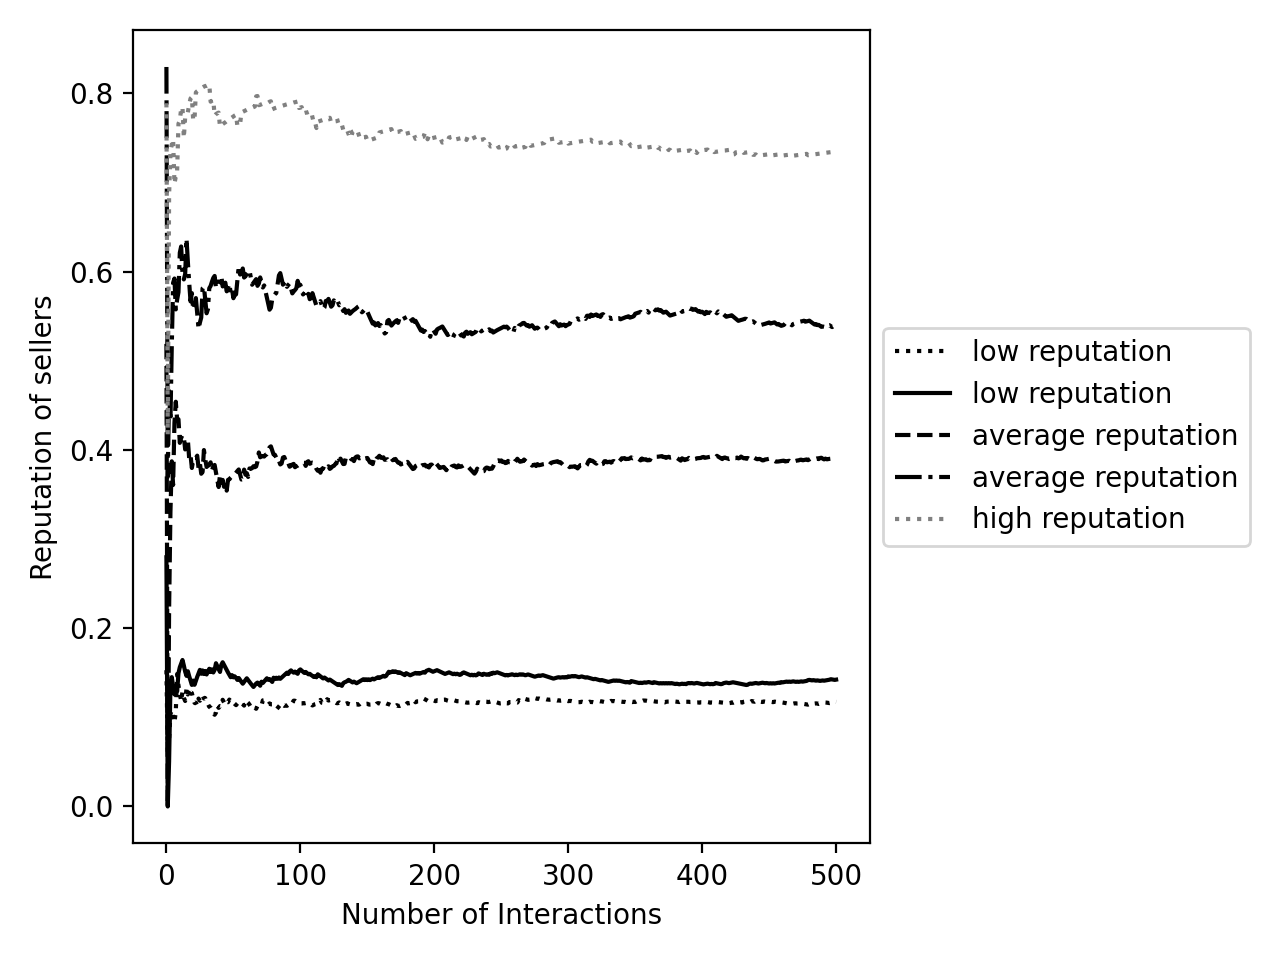 Reputation of sellers
0.8
0.6
0.4
0.2
0.0
0 100 200 300 400 500
Number of Interactions
low reputation
low reputation
average reputation
average reputation
high reputation